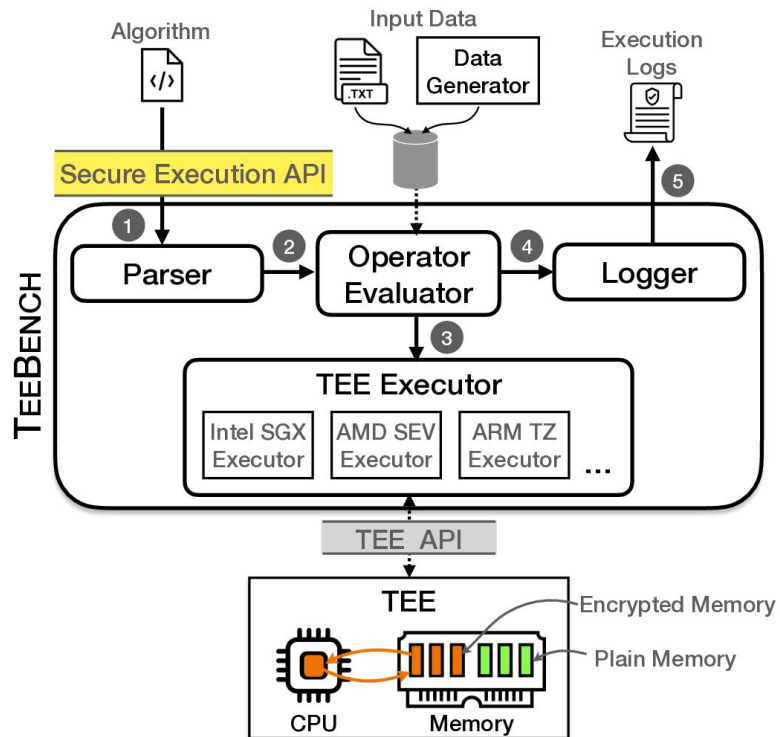 Algorithm
Input Data
Execution
Logs
</>
.TXT
Data
Generator
Secure Execution API
5
1
2
4
Parser
Operator
Evaluator
Logger
3
TEEBENCH
TEE Executor
Intel SGX
Executor
AMD SEV
Executor
ARM TZ
Executor
...
TEE API
TEE
Encrypted Memory
Plain Memory
CPU
Memory